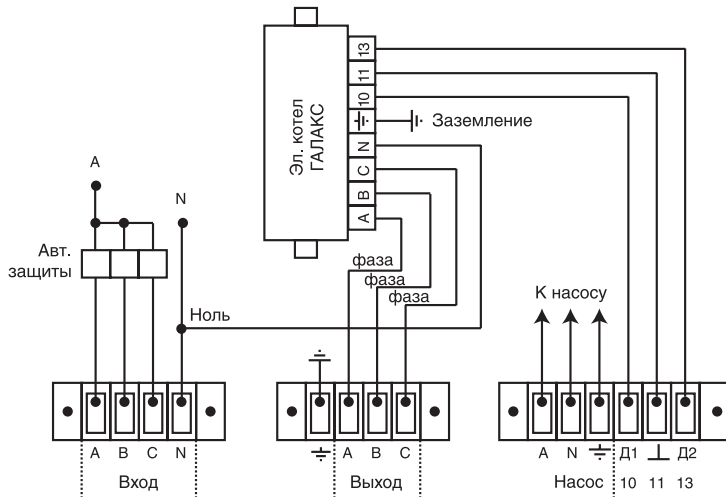 Эл. котел
ГАЛАКС
13
11
10
N
C
B
A
Заземление
A
N
Авт.
защиты
фаза
фаза
фаза
Ноль
К насосу
A B C N
Вход
A B C
Выход
A N Д1 Д2
Насос 10 11 13